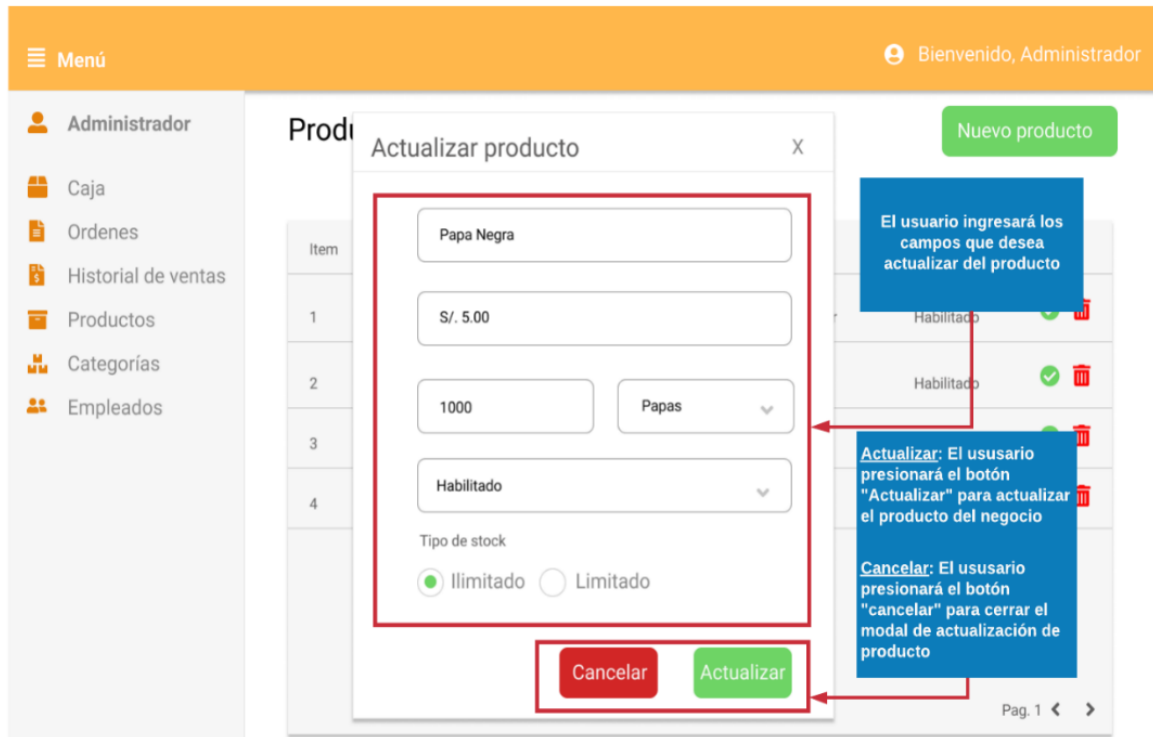 Menú
Bienvenido, Administrador
Administrador
Caja
Ordenes
Historial de ventas
Productos
Categorías
Empleados
Nuevo producto
Item
1
2
3
4
Habilitado
Habilitado
Actualizar producto
X
Papa Negra
S/. 5.00
1000
Papas
Habilitado
Tipo de stock
Ilimitado
Limitado
Cancelar
Actualizar
El usuario ingresará los
campos que desea
actualizar del producto
Actualizar: El ususario
presionará el botón
"Actualizar" para actualizar
el producto del negocio
Cancelar: El ususario
presionará el botón
"cancelar" para cerrar el
modal de actualización de
producto
Pag. 1